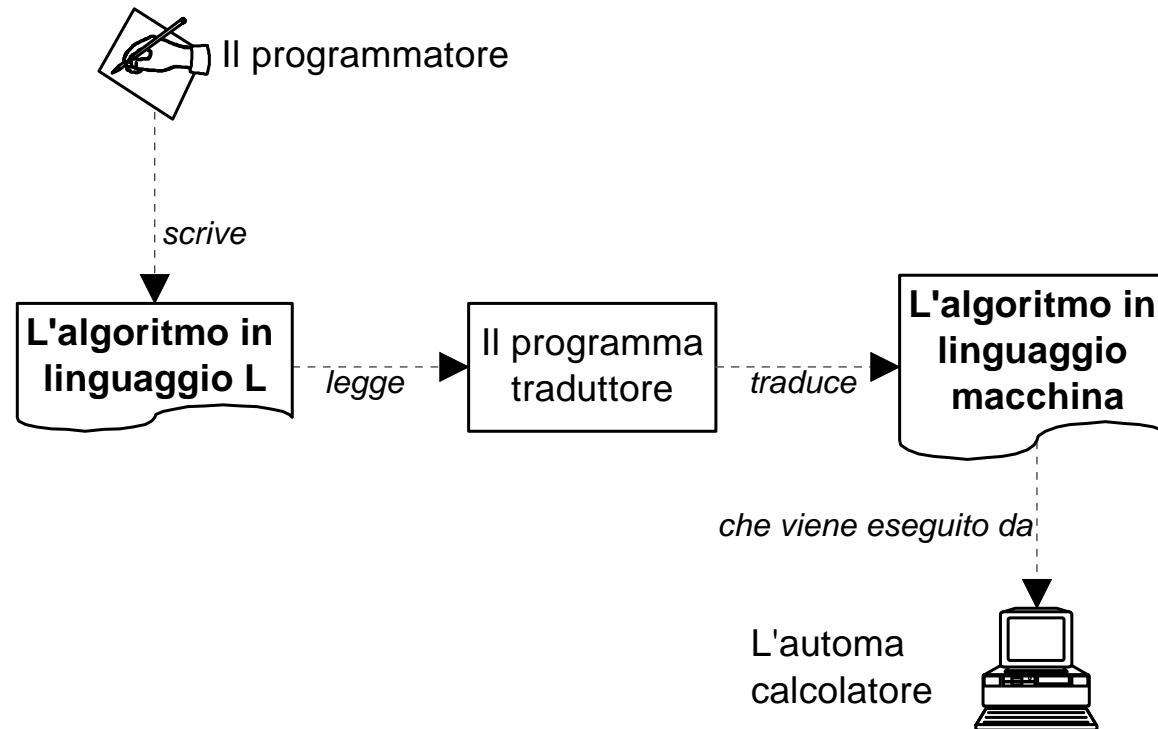 Il programmatore
scrive
L'algoritmo in
linguaggio L
legge
Il programma
traduttore
traduce
L'algoritmo in
linguaggio
macchina
che viene eseguito da
L'automa
calcolatore